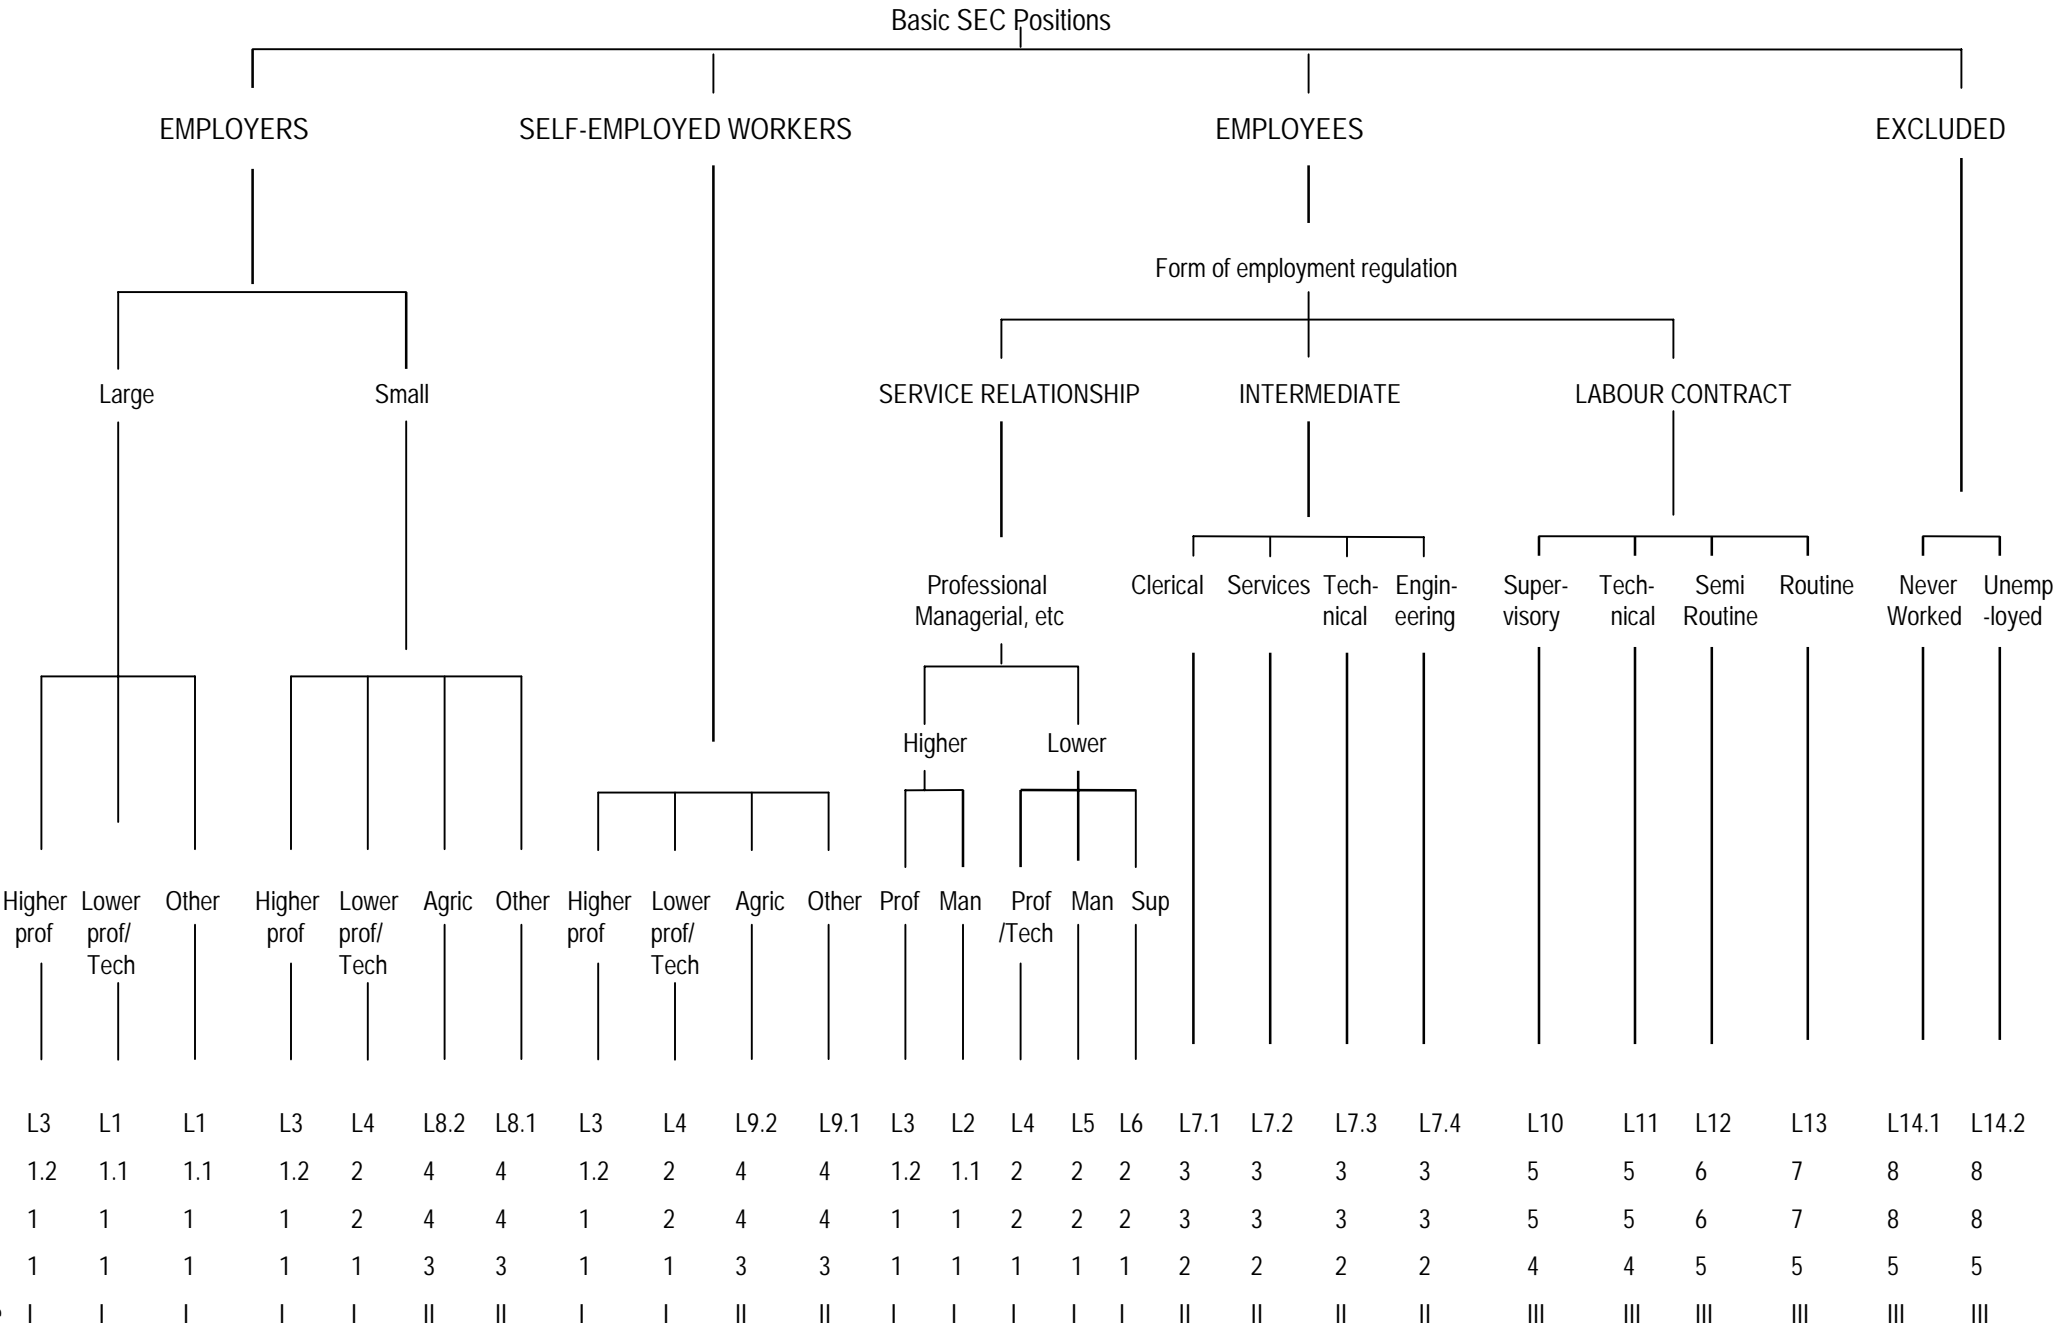 Basic SEC Positions
EMPLOYERS SELF-EMPLOYED WORKERS EMPLOYEES EXCLUDED
Form of employment regulation
Large Small SERVICE RELATIONSHIP INTERMEDIATE LABOUR CONTRACT
Professional Clerical Services Tech- Engin- Super- Tech- Semi Routine Never Unemp
Managerial, etc nical eering visory nical Routine Worked -loyed
Higher Lower
Higher Lower Other Higher Lower Agric Other Higher Lower Agric Other Prof Man Prof Man Sup
prof prof/ prof prof/ prof prof/ /Tech
Tech Tech Tech
L3 L1 L1 L3 L4 L8.2 L8.1 L3 L4 L9.2 L9.1 L3 L2 L4 L5 L6 L7.1 L7.2 L7.3 L7.4 L10 L11 L12 L13 L14.1 L14.2
1.2 1.1 1.1 1.2 2 4 4 1.2 2 4 4 1.2 1.1 2 2 2 3 3 3 3 5 5 6 7 8 8
1 1 1 1 2 4 4 1 2 4 4 1 1 2 2 2 3 3 3 3 5 5 6 7 8 8
1 1 1 1 1 3 3 1 1 3 3 1 1 1 1 1 2 2 2 2 4 4 5 5 5 5
I I I I I II II I I II II I I I I I II II II II III III III III III III